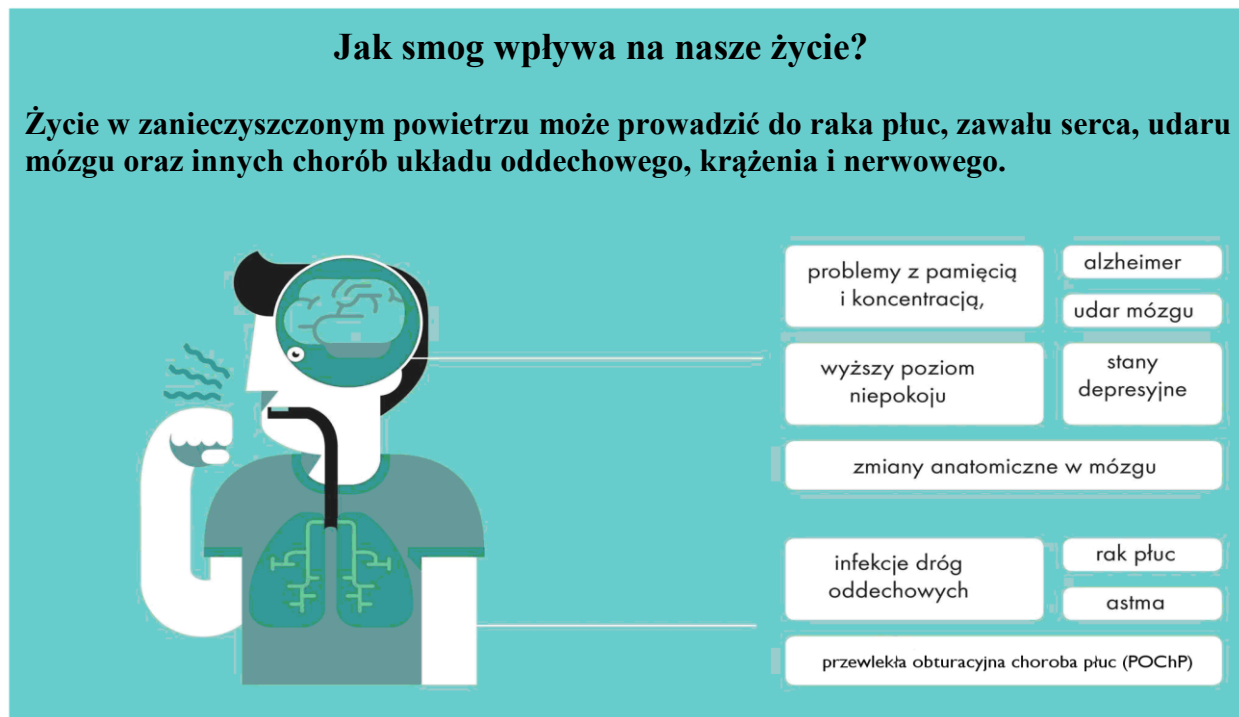 Jak smog wpływa na nasze życie?
Życie w zanieczyszczonym powietrzu może prowadzić do raka płuc, zawału serca, udaru
mózgu oraz innych chorób układu oddechowego, krążenia i nerwowego.
problemy z pamięcią
i koncentracją,
alzheimer
udar mózgu
wyższy poziom
niepokoju
stany
depresyjne
zmiany anatomiczne w mózgu
infekcje dróg
oddechowych
rak płuc
astma
przewlekła obturacyjna choroba płuc (POChP)